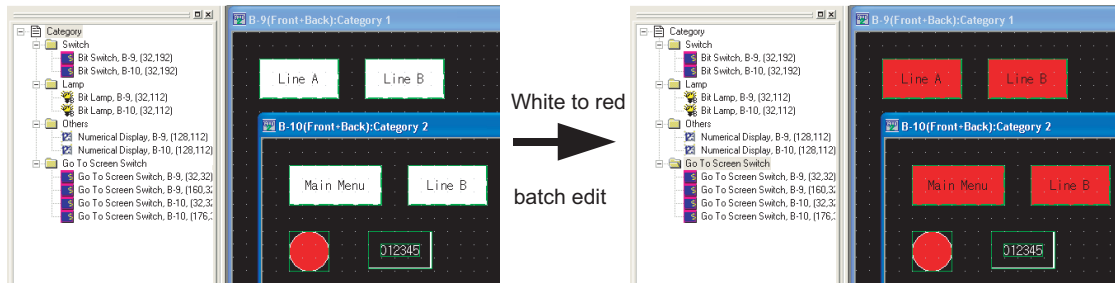 Category
Switch
Bit Switch, B-9, (32,192)
Bit Switch, B-10, (32,192)
Lamp
Bit Lamp, B-9, (32,112)
Bit Lamp, B-10, (32,112)
Others
Numerical Display, B-9, (128,112)
Numerical Display, B-10, (128,112)
Go To Screen Switch
Go To Screen Switch, B-9, (32,32)
Go To Screen Switch, B-9, (160,3
Go To Screen Switch, B-10, (32,3
Go To Screen Switch, B-10, (176,
B-9(Front+Back):Category 1
Line A
Line B
B-10(Front+Back):Category 2
Main Menu
Line B
012345
White to red
batch edit
Category
Switch
Bit Switch, B-9, (32,192)
Bit Switch, B-10, (32,192)
Lamp
Bit Lamp, B-9, (32,112)
Bit Lamp, B-10, (32,112)
Others
Numerical Display, B-9, (128,112)
Numerical Display, B-10, (128,112)
Go To Screen Switch
Go To Screen Switch, B-9, (32,32)
Go To Screen Switch, B-9, (160,3
Go To Screen Switch, B-10, (32,3
Go To Screen Switch, B-10, (176,
B-9(Front+Back):Category 1
Line A
Line B
B-10(Front+Back):Category 2
Main Menu
Line B
012345